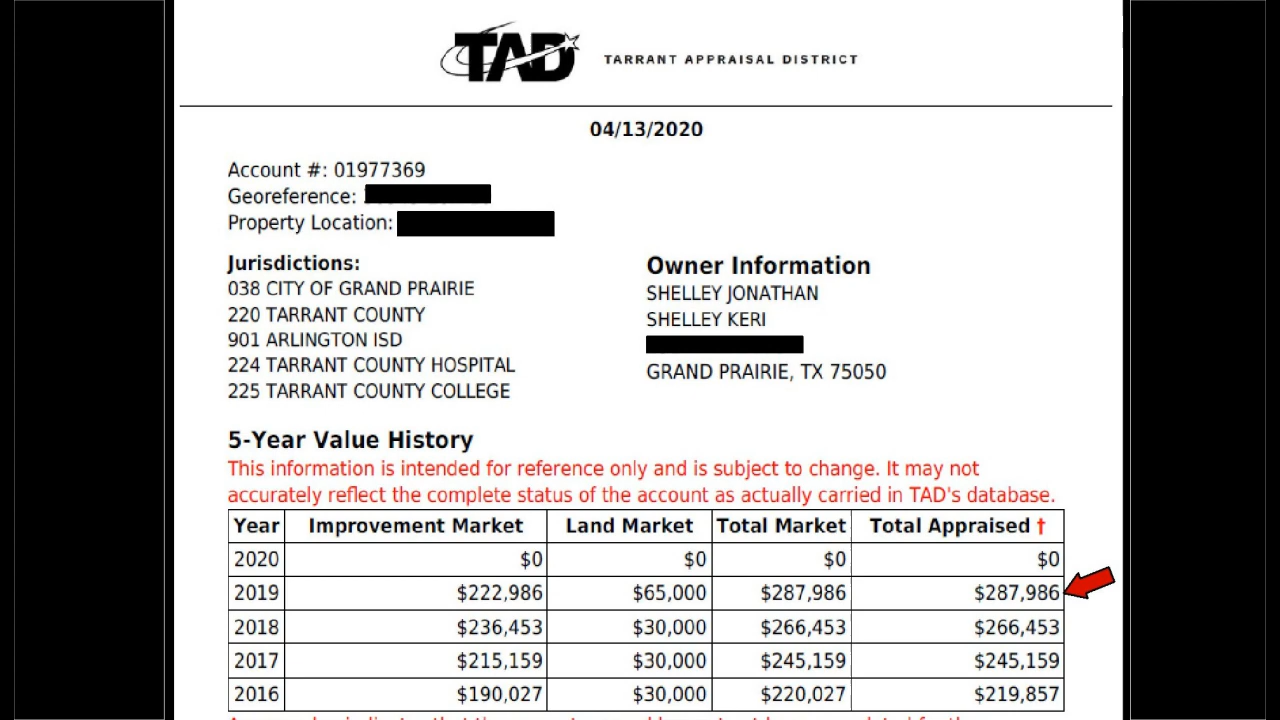 TAD TARRANT APPRAISAL DISTRICT
04/13/2020
Account #: 01977369
Georeference:
Property Location:
Jurisdictions:
038 CITY OF GRAND PRAIRIE
220 TARRANT COUNTY
901 ARLINGTON ISD
224 TARRANT COUNTY HOSPITAL
225 TARRANT COUNTY COLLEGE
Owner Information
SHELLEY JONATHAN
SHELLEY KERI
GRAND PRAIRIE, TX 75050
5-Year Value History
This information is intended for reference only and is subject to change. It may not
accurately reflect the complete status of the account as actually carried in TAD's database.
Year Improvement Market Land Market Total Market Total Appraised †
2020 $0 $0 $0 $0
2019 $222,986 $65,000 $287,986 $287,986
2018 $236,453 $30,000 $266,453 $266,453
2017 $215,159 $30,000 $245,159 $245,159
2016 $190,027 $30,000 $220,027 $219,857